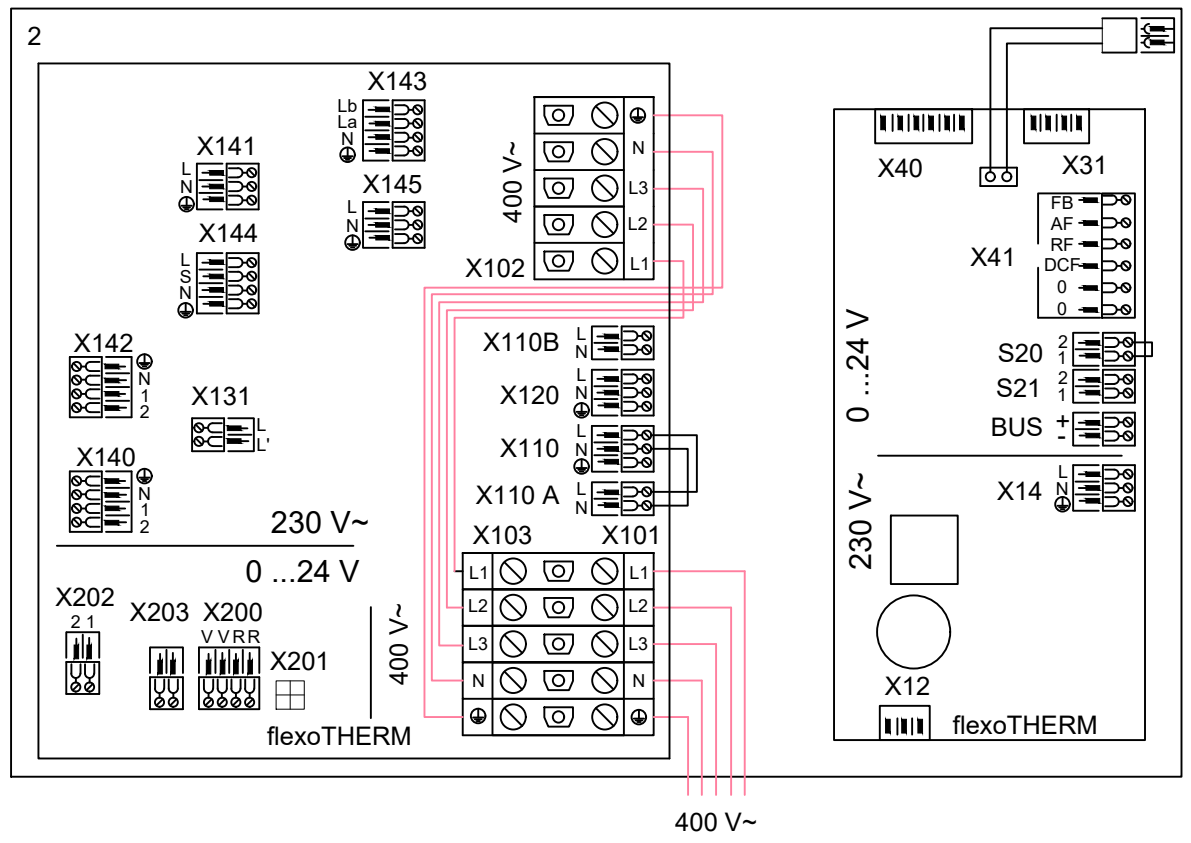 2
X143
Lb
La
N
X141
L
N
X145
L
N
X144
L
S
N
400 V~
N
L3
L2
L1
X102
X142
N
1
2
X131
L
L'
X140
N
1
2
230 V~
0 ...24 V
X110B
L
N
X120
L
N
X110
L
N
X110 A
L
N
X103
X101
L1
L1
L2
L2
L3
L3
N
N
X202
2 1
X203
X200
V V R R
X201
400 V~
flexoTHERM
400 V~
X40
X31
X41
FB
AF
RF
DCF
0
0
0 ...24 V
S20
2
1
S21
2
1
BUS
+
-
X14
L
N
230 V~
X12
flexoTHERM